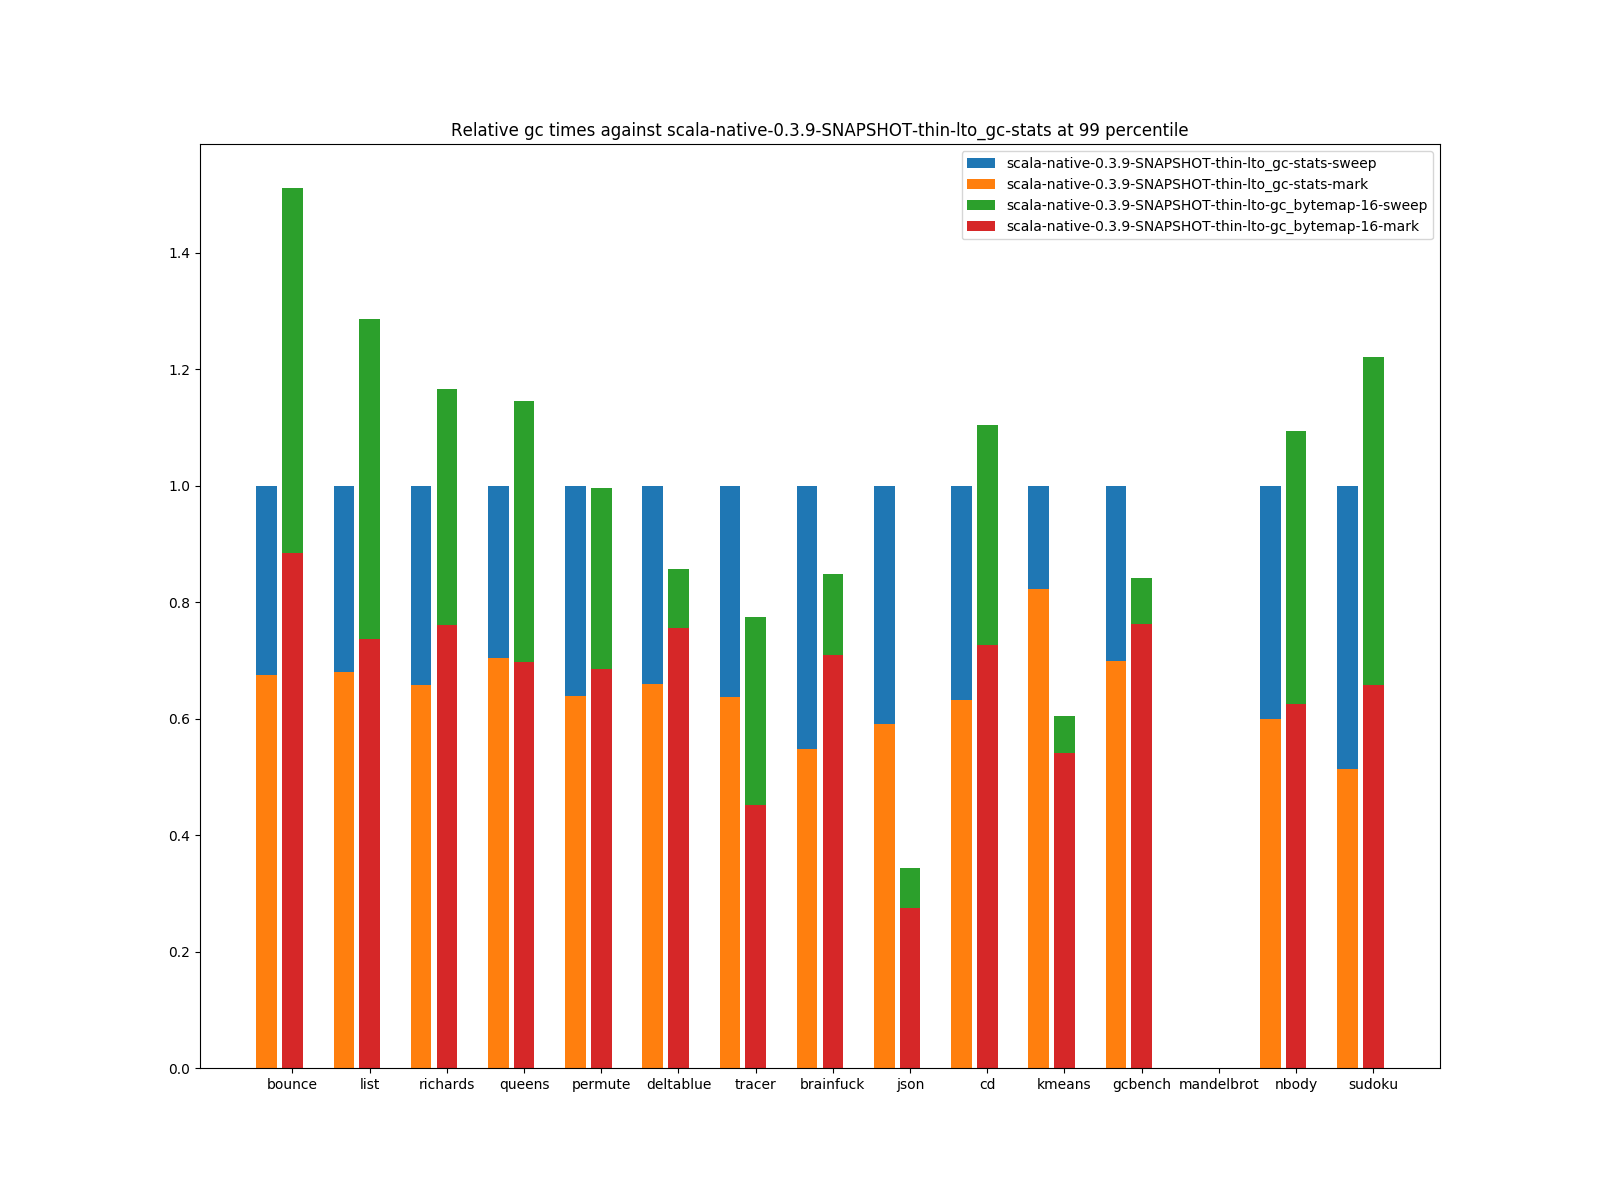 Relative gc times against scala-native-0.3.9-SNAPSHOT-thin-lto_gc-stats at 99 percentile
scala-native-0.3.9-SNAPSHOT-thin-lto_gc-stats-sweep
scala-native-0.3.9-SNAPSHOT-thin-lto_gc-stats-mark
scala-native-0.3.9-SNAPSHOT-thin-lto-gc_bytemap-16-sweep
scala-native-0.3.9-SNAPSHOT-thin-lto-gc_bytemap-16-mark
1.4
1.2
1.0
0.8
0.6
0.4
0.2
0.0
bounce list richards queens permute deltablue tracer brainfuck json cd kmeans gcbench mandelbrot nbody sudoku